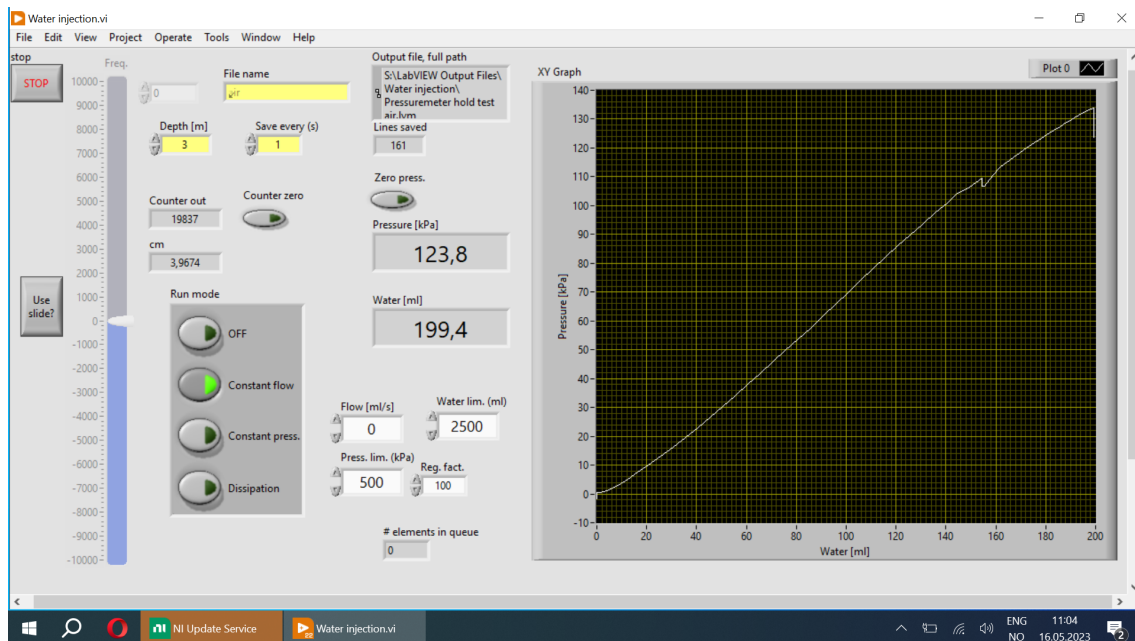 Water injection.vi
File Edit View Project Operate Tools Window Help
stop
STOP
Freq.
10000
9000
8000
7000
6000
5000
4000
3000
2000
1000
0
-1000
-2000
-3000
-4000
-5000
-6000
-7000
-8000
-9000
-10000
Use
slide?
0
File name
air
Depth [m]
3
Save every (s)
1
Counter out
19837
Counter zero
cm
3,9674
Run mode
OFF
Constant flow
Constant press.
Dissipation
Output file, full path
S:\LabVIEW Output Files\
Water injection\
Pressuremeter hold test
air.lvm
Lines saved
161
Zero press.
Pressure [kPa]
123,8
Water [ml]
199,4
Flow [ml/s]
0
Water lim. (ml)
2500
Press. lim. (kPa)
500
Reg. fact.
100
# elements in queue
0
XY Graph
Plot 0
Pressure [kPa]
140
130
120
110
100
90
80
70
60
50
40
30
20
10
0
-10
0 20 40 60 80 100 120 140 160 180 200
Water [ml]
NI Update Service
22
Water injection.vi
ENG
NO
11:04
16.05.2023
2